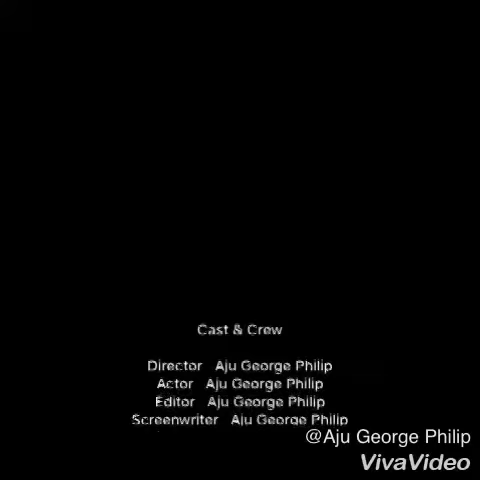 Cast & Crew
Director Aju George Philip
Actor Aju George Philip
Editor Aju George Philip
Screenwriter Aju George Philip
@Aju George Philip
VivaVideo